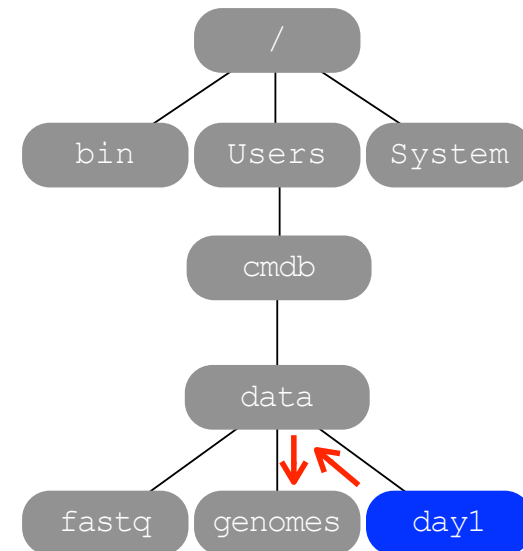 /
bin Users System
cmdb
data
fastq genomes day1